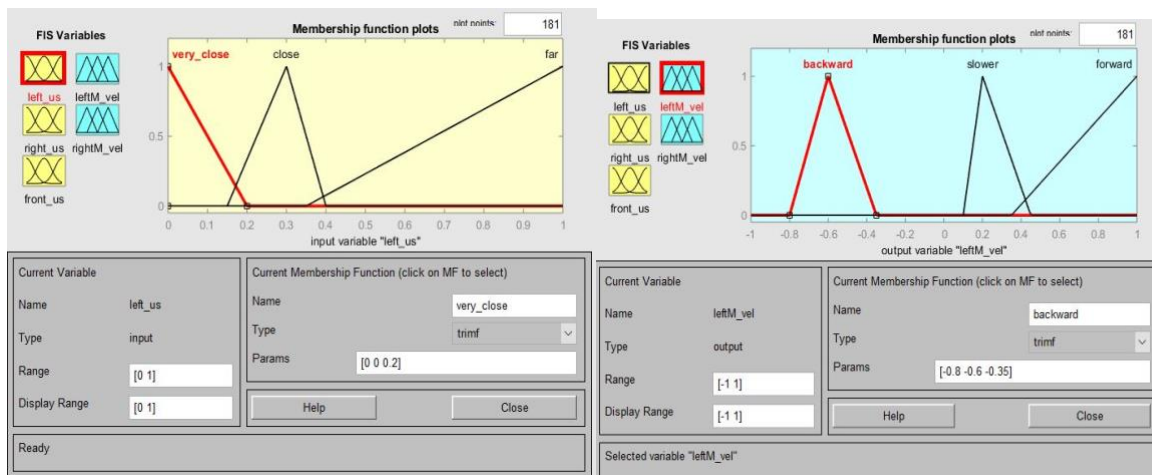 FIS Variables
left_us
leftM_vel
right_us
rightM_vel
front_us
Membership function plots
plot points:
181
very_close
close
far
1
0.5
0
0 0.1 0.2 0.3 0.4 0.5 0.6 0.7 0.8 0.9 1
input variable "left_us"
Current Variable
Name
left_us
Type
input
Range
[0 1]
Display Range
[0 1]
Current Membership Function (click on MF to select)
Name
very_close
Type
trimf
Params
[0 0 0.2]
Help
Close
Ready
FIS Variables
left_us
leftM_vel
right_us
rightM_vel
front_us
Membership function plots
plot points:
181
backward
slower
forward
1
0.5
0
-1 -0.8 -0.6 -0.4 -0.2 0 0.2 0.4 0.6 0.8 1
output variable "leftM_vel"
Current Variable
Name
leftM_vel
Type
output
Range
[-1 1]
Display Range
[-1 1]
Current Membership Function (click on MF to select)
Name
backward
Type
trimf
Params
[-0.8 -0.6 -0.35]
Help
Close
Selected variable "leftM_vel"